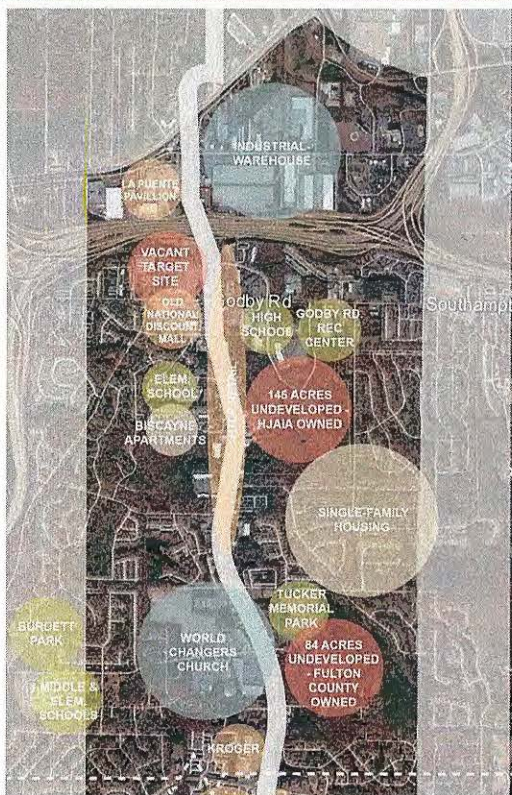 INDUSTRIAL
WAREHOUSE
LA PUENTE
PAVILLION
VACANT
TARGET
SITE
Godby Rd
Southampt
OLD
NATIONAL
DISCOUNT
MALL
HIGH
SCHOOL
GODBY RD.
REC
CENTER
ELEM.
SCHOOL
BISCAYNE
APARTMENTS
145 ACRES
UNDEVELOPED -
HJAIA OWNED
SINGLE-FAMILY
HOUSING
TUCKER
MEMORIAL
PARK
BURDETT
PARK
WORLD
CHANGERS
CHURCH
84 ACRES
UNDEVELOPED
- FULTON
COUNTY
OWNED
MIDDLE &
ELEM.
SCHOOLS
KROGER